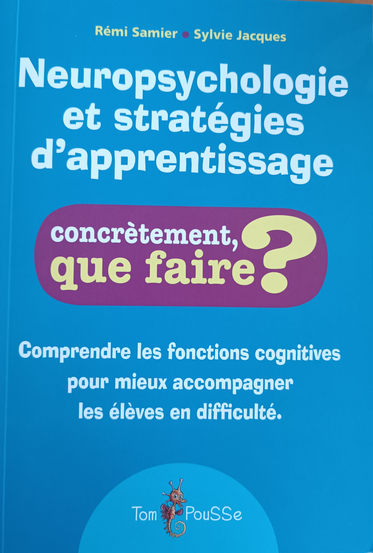 Rémi Samier • Sylvie Jacques
Neuropsychologie
et stratégies
d'apprentissage
concrètement,
que faire?
Comprendre les fonctions cognitives
pour mieux accompagner
les élèves en difficulté.
Tom PouSSe